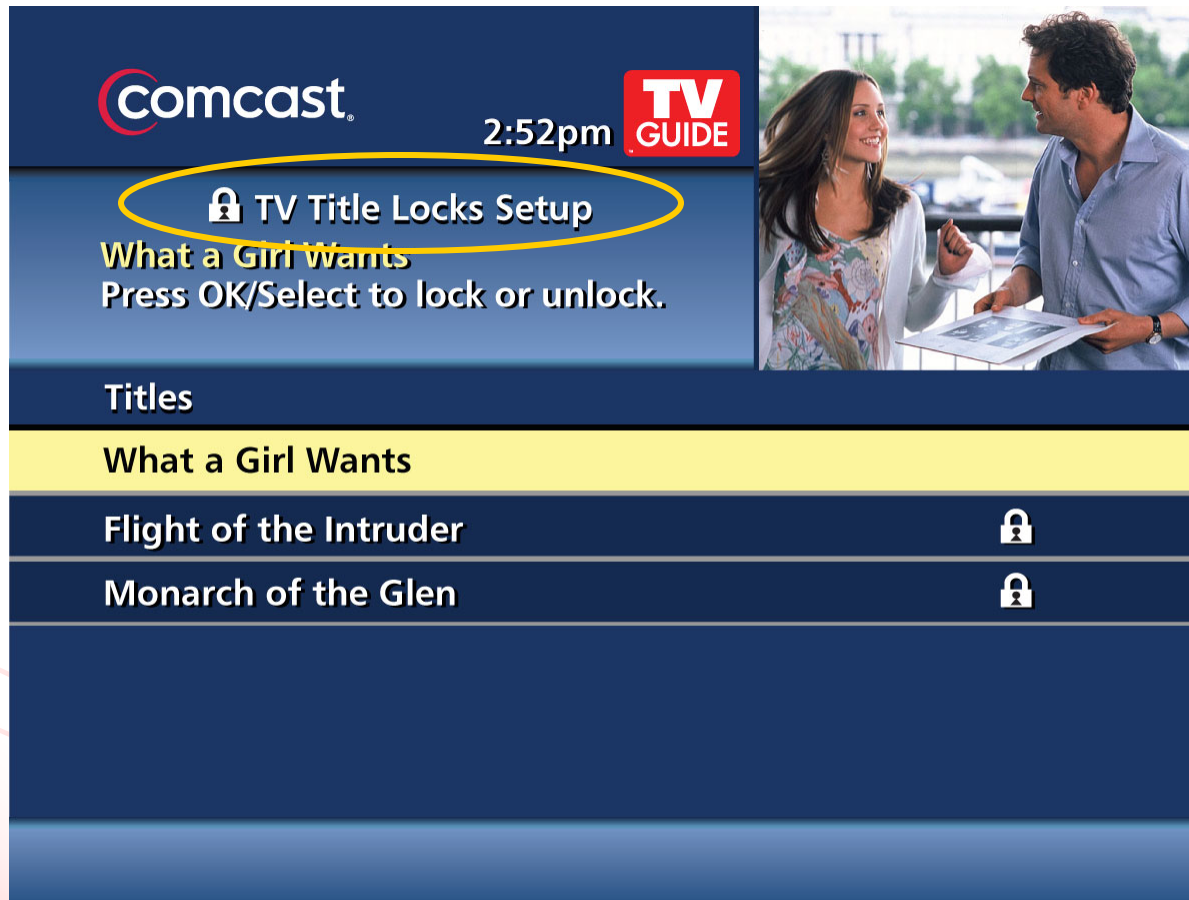 comcast®
2:52pm
TV
GUIDE
TV Title Locks Setup
What a Girl Wants
Press OK/Select to lock or unlock.
Titles
What a Girl Wants
Flight of the Intruder
Monarch of the Glen